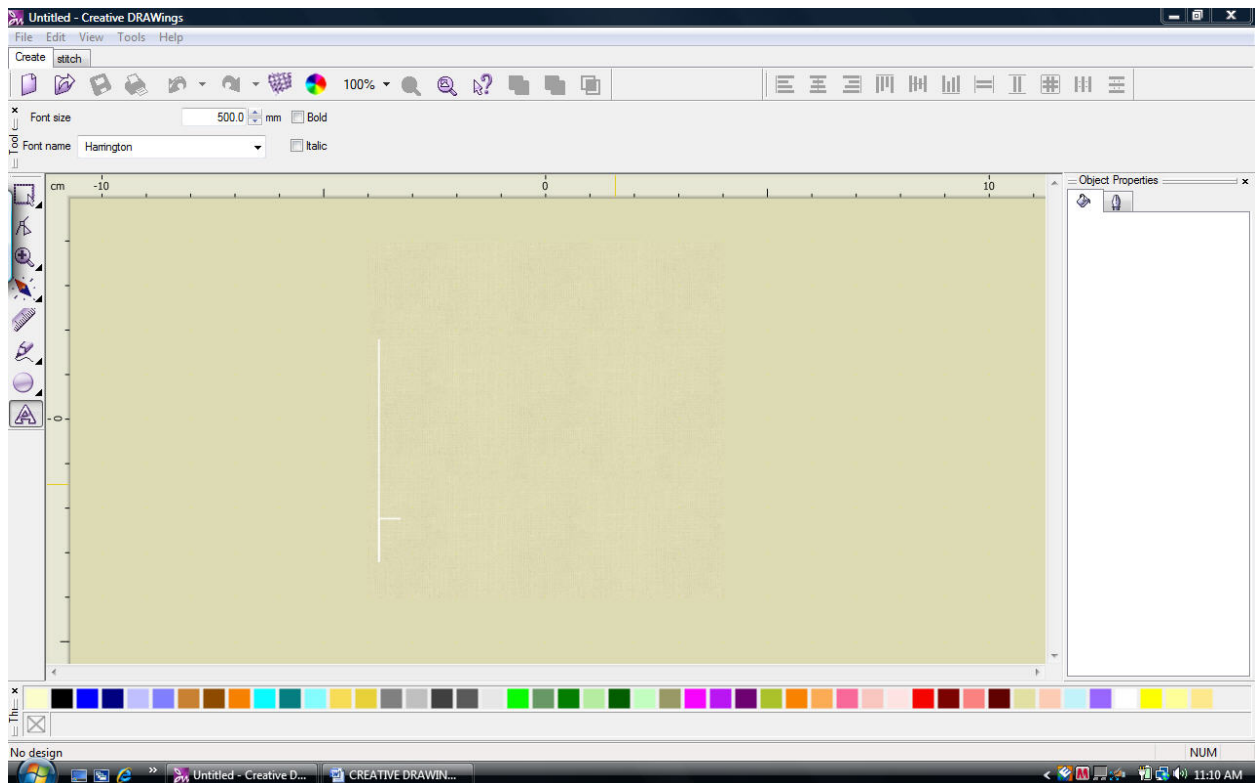 Untitled - Creative DRAWings
File Edit View Tools Help
Create stitch
100%
Font size 500.0 mm Bold
Tool
Font name Harrington Italic
cm -10 0 10
Object Properties
0
No design NUM
Untitled - Creative D... CREATIVE DRAWIN... 11:10 AM